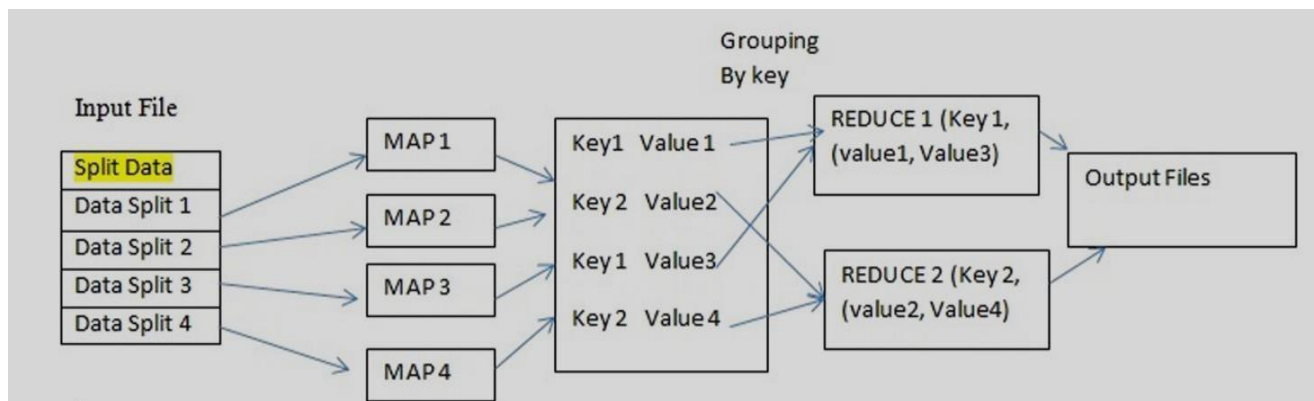 Grouping
By key
Input File
Split Data
Data Split 1
Data Split 2
Data Split 3
Data Split 4
MAP 1
MAP 2
MAP 3
MAP 4
Key1 Value 1
Key 2 Value2
Key 1 Value3
Key 2 Value 4
REDUCE 1 (Key 1,
(value1, Value3)
REDUCE 2 (Key 2,
(value2, Value4)
Output Files